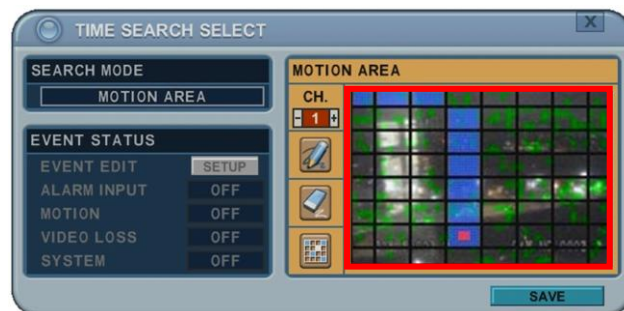 TIME SEARCH SELECT
X
SEARCH MODE
MOTION AREA
EVENT STATUS
EVENT EDIT SETUP
ALARM INPUT OFF
MOTION OFF
VIDEO LOSS OFF
SYSTEM OFF
MOTION AREA
CH.
- 1 +
SAVE